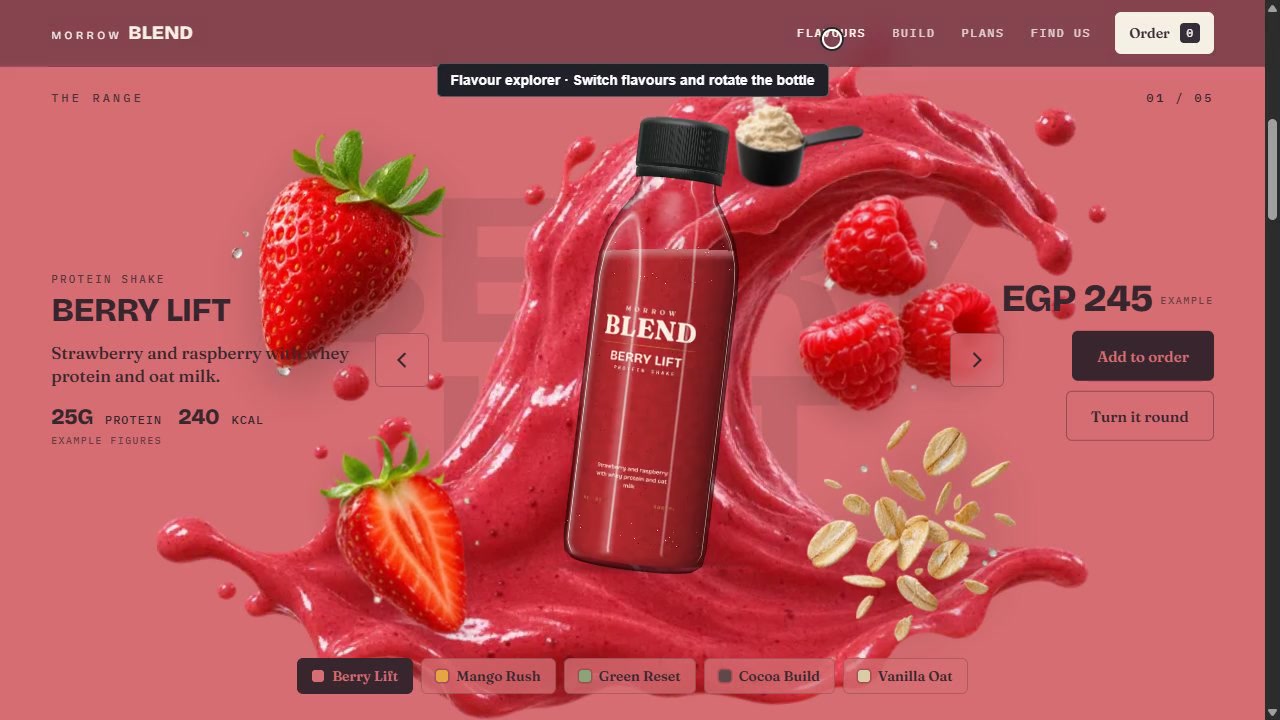 MORROW BLEND
FLAVOURS BUILD PLANS FIND US Order 0
Flavour explorer · Switch flavours and rotate the bottle
THE RANGE
01 / 05
BERRY
LIFT
PROTEIN SHAKE
BERRY LIFT
Strawberry and raspberry with whey
protein and oat milk.
25G PROTEIN 240 KCAL
EXAMPLE FIGURES
MORROW
BLEND
BERRY LIFT
PROTEIN SHAKE
Strawberry and raspberry
with whey protein and oat
milk
EGP 245 EXAMPLE
Add to order
Turn it round
Berry Lift Mango Rush Green Reset Cocoa Build Vanilla Oat